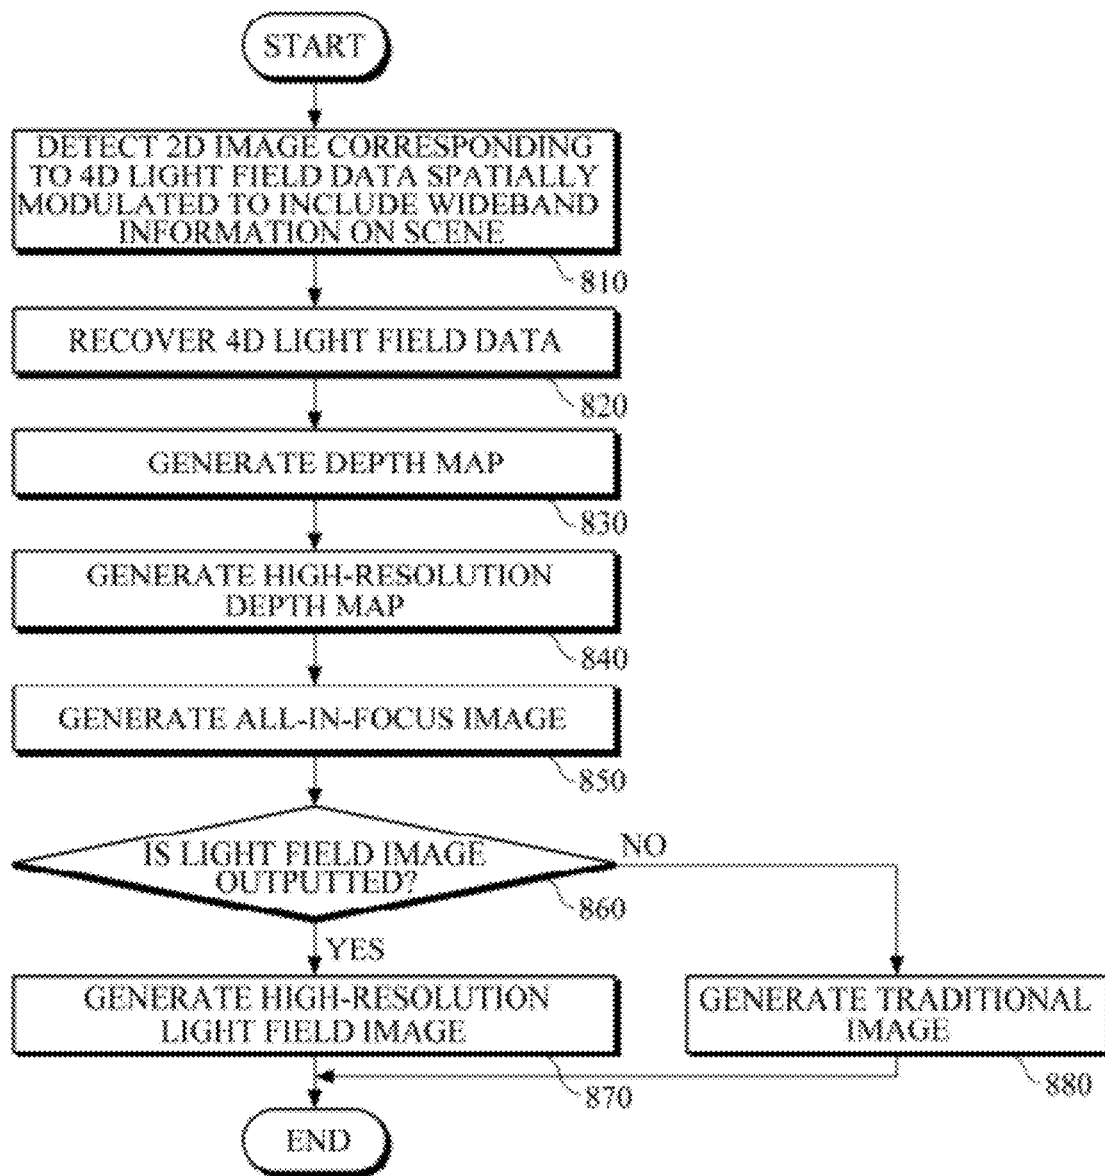 START
DETECT 2D IMAGE CORRESPONDING
TO 4D LIGHT FIELD DATA SPATIALLY
MODULATED TO INCLUDE WIDEBAND
INFORMATION ON SCENE
810
RECOVER 4D LIGHT FIELD DATA
820
GENERATE DEPTH MAP
830
GENERATE HIGH-RESOLUTION
DEPTH MAP
840
GENERATE ALL-IN-FOCUS IMAGE
850
IS LIGHT FIELD IMAGE
OUTPUTTED?
NO
860
YES
GENERATE HIGH-RESOLUTION
LIGHT FIELD IMAGE
870
GENERATE TRADITIONAL
IMAGE
880
END